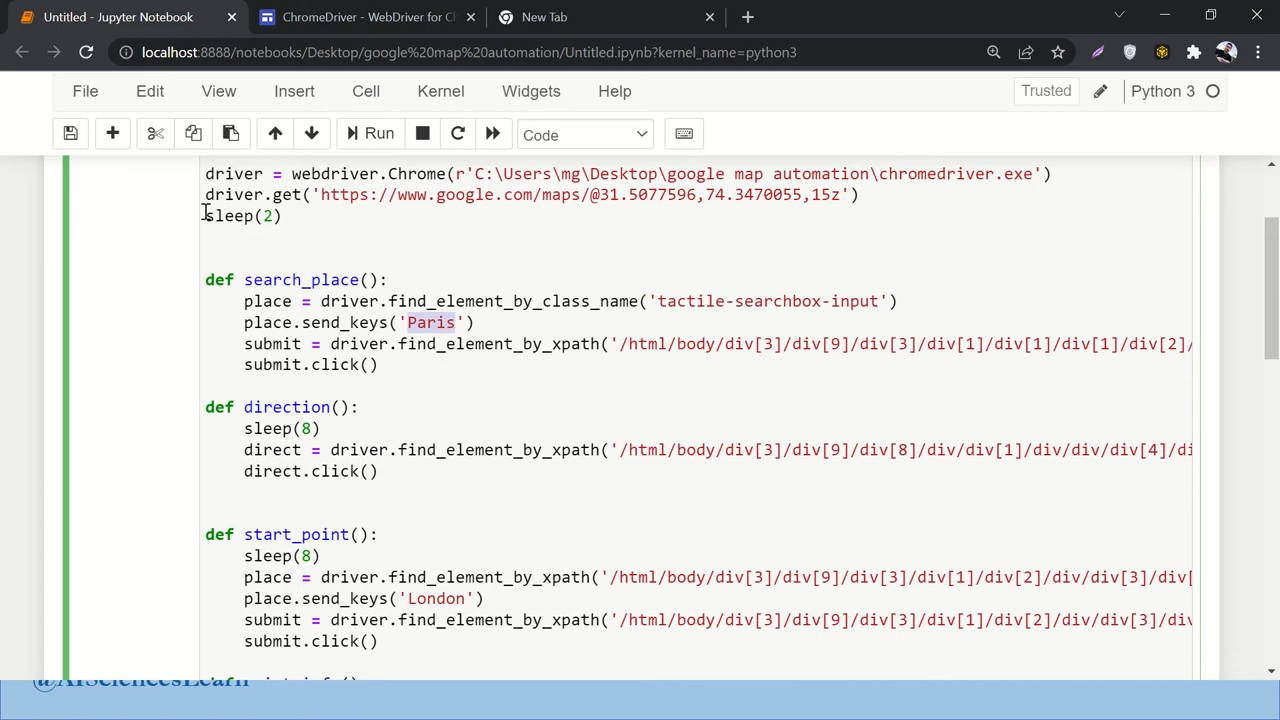 Untitled - Jupyter Notebook
ChromeDriver - WebDriver for C
New Tab
localhost:8888/notebooks/Desktop/google%20map%20automation/Untitled.ipynb?kernel_name=python3
File Edit View Insert Cell Kernel Widgets Help Trusted Python 3
Run Code
driver = webdriver.Chrome(r'C:\Users\mg\Desktop\google map automation\chromedriver.exe')
driver.get('https://www.google.com/maps/@31.5077596,74.3470055,15z')
sleep(2)
def search_place():
place = driver.find_element_by_class_name('tactile-searchbox-input')
place.send_keys('Paris')
submit = driver.find_element_by_xpath('/html/body/div[3]/div[9]/div[3]/div[1]/div[1]/div[1]/div[2]/
submit.click()
def direction():
sleep(8)
direct = driver.find_element_by_xpath('/html/body/div[3]/div[9]/div[8]/div/div[1]/div/div/div[4]/di
direct.click()
def start_point():
sleep(8)
place = driver.find_element_by_xpath('/html/body/div[3]/div[9]/div[3]/div[1]/div[2]/div/div[3]/div[
place.send_keys('London')
submit = driver.find_element_by_xpath('/html/body/div[3]/div[9]/div[3]/div[1]/div[2]/div/div[3]/div
submit.click()
@AISciencesLearn